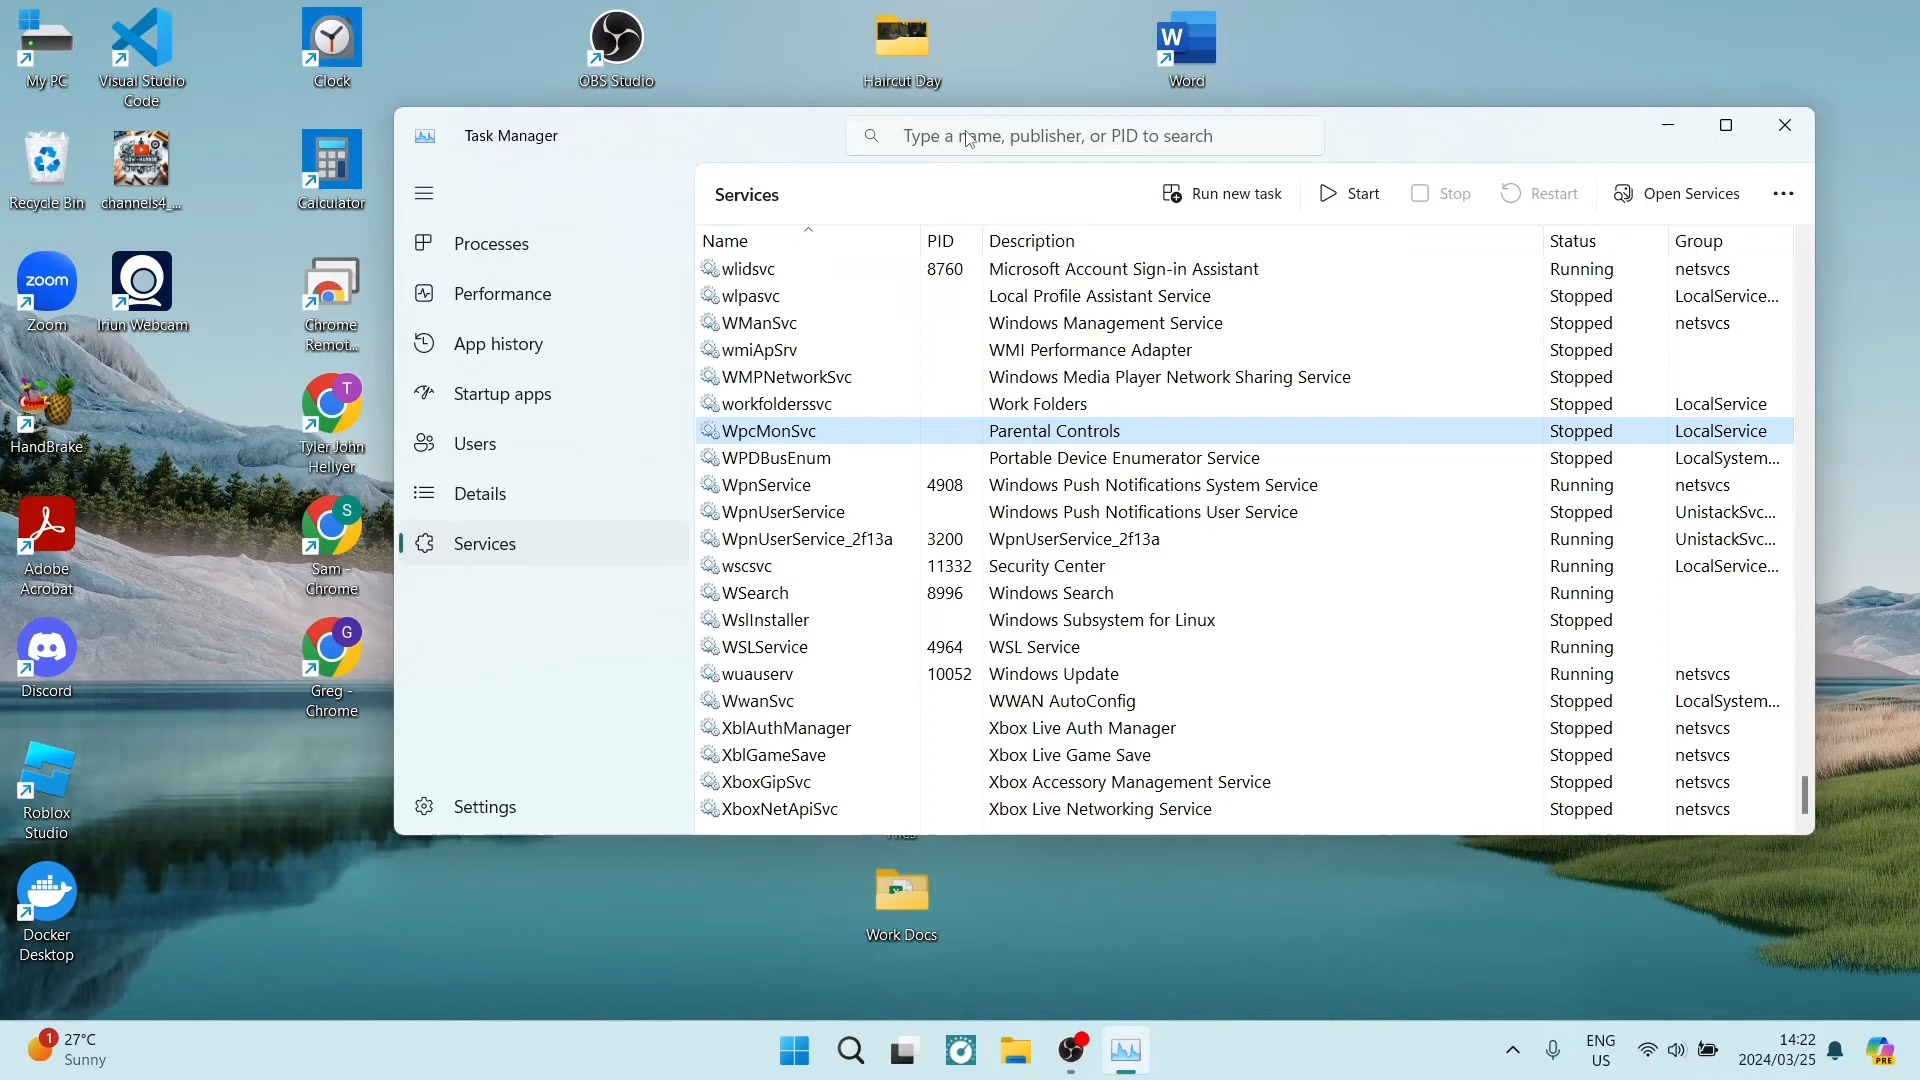 My PC
Visual Studio
Code
Clock
OBS Studio
Haircut Day
W
Word
Recycle Bin
channels4_...
Calculator
zoom
Zoom
Iriun Webcam
Chrome
Remot...
HandBrake
T
Tyler John
Hellyer
Adobe
Acrobat
S
Sam -
Chrome
Discord
G
Greg -
Chrome
Roblox
Studio
Docker
Desktop
Work Docs
Task Manager
Type a name, publisher, or PID to search
Processes
Performance
App history
Startup apps
Users
Details
Services
Settings
Services
Run new task
Start
Stop
Restart
Open Services
Name PID Description Status Group
wlidsvc 8760 Microsoft Account Sign-in Assistant Running netsvcs
wlpasvc Local Profile Assistant Service Stopped LocalService...
WManSvc Windows Management Service Stopped netsvcs
wmiApSrv WMI Performance Adapter Stopped
WMPNetworkSvc Windows Media Player Network Sharing Service Stopped
workfolderssvc Work Folders Stopped LocalService
WpcMonSvc Parental Controls Stopped LocalService
WPDBusEnum Portable Device Enumerator Service Stopped LocalSystem...
WpnService 4908 Windows Push Notifications System Service Running netsvcs
WpnUserService Windows Push Notifications User Service Stopped UnistackSvc...
WpnUserService_2f13a 3200 WpnUserService_2f13a Running UnistackSvc...
wscsvc 11332 Security Center Running LocalService...
WSearch 8996 Windows Search Running
WslInstaller Windows Subsystem for Linux Stopped
WSLService 4964 WSL Service Running
wuauserv 10052 Windows Update Running netsvcs
WwanSvc WWAN AutoConfig Stopped LocalSystem...
XblAuthManager Xbox Live Auth Manager Stopped netsvcs
XblGameSave Xbox Live Game Save Stopped netsvcs
XboxGipSvc Xbox Accessory Management Service Stopped netsvcs
XboxNetApiSvc Xbox Live Networking Service Stopped netsvcs
1
27°C
Sunny
ENG
US
14:22
2024/03/25
PRE